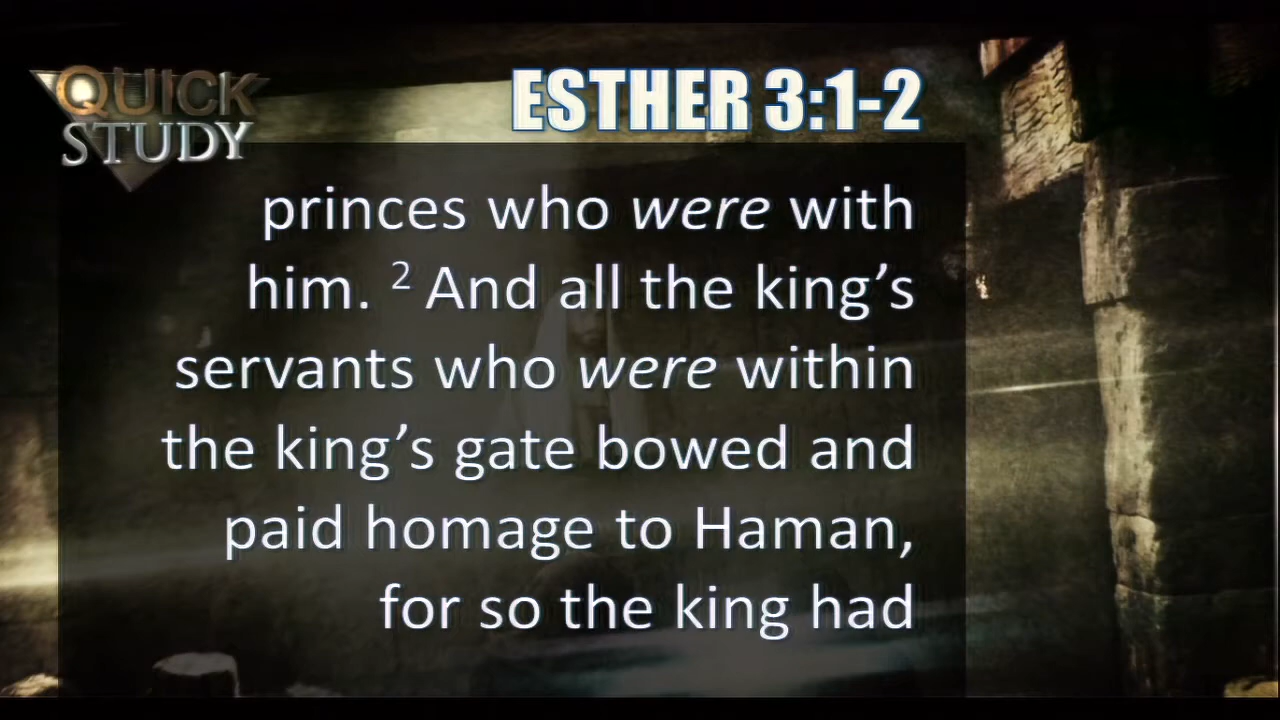 QUICK
STUDY
ESTHER 3:1-2
princes who were with
him. 2 And all the king’s
servants who were within
the king’s gate bowed and
paid homage to Haman,
for so the king had